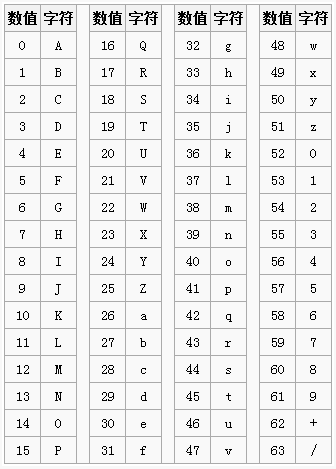 数值 字符 数值 字符 数值 字符 数值 字符
0 A 16 Q 32 g 48 w
1 B 17 R 33 h 49 x
2 C 18 S 34 i 50 y
3 D 19 T 35 j 51 z
4 E 20 U 36 k 52 0
5 F 21 V 37 l 53 1
6 G 22 W 38 m 54 2
7 H 23 X 39 n 55 3
8 I 24 Y 40 o 56 4
9 J 25 Z 41 p 57 5
10 K 26 a 42 q 58 6
11 L 27 b 43 r 59 7
12 M 28 c 44 s 60 8
13 N 29 d 45 t 61 9
14 O 30 e 46 u 62 +
15 P 31 f 47 v 63 /